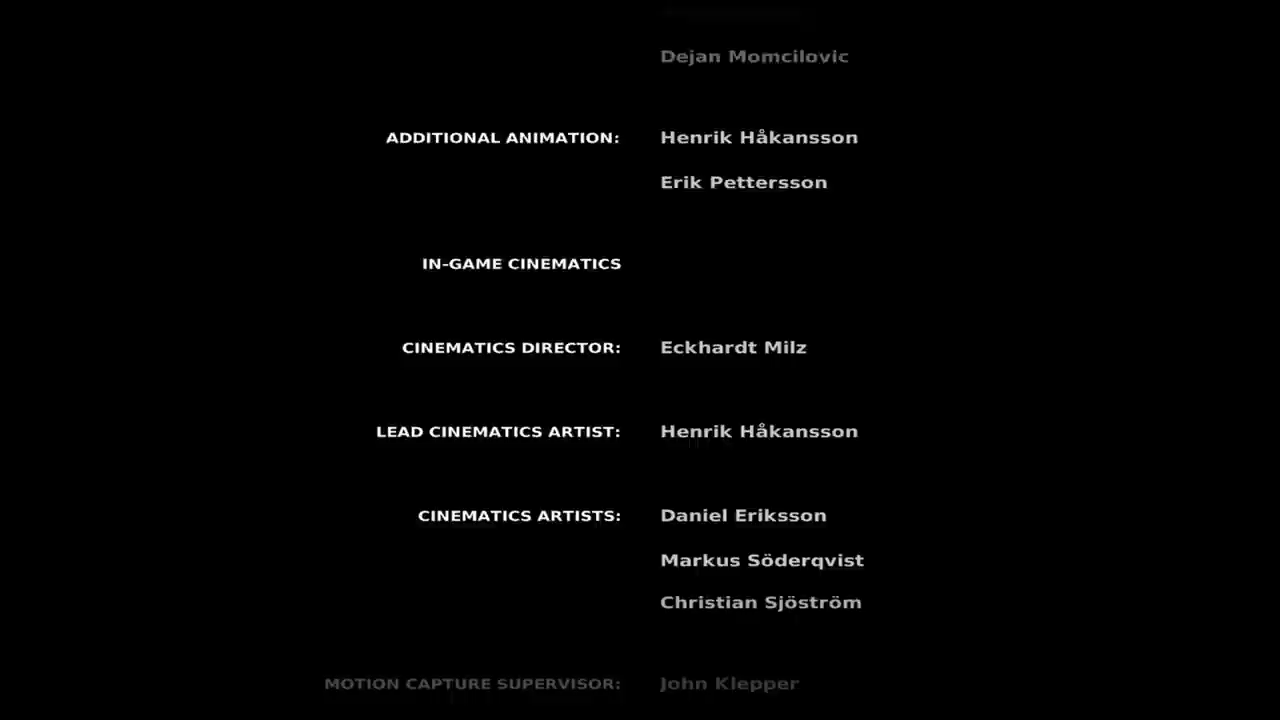 Dejan Momcilovic
ADDITIONAL ANIMATION: Henrik Håkansson
Erik Pettersson
IN-GAME CINEMATICS
CINEMATICS DIRECTOR: Eckhardt Milz
LEAD CINEMATICS ARTIST: Henrik Håkansson
CINEMATICS ARTISTS: Daniel Eriksson
Markus Söderqvist
Christian Sjöström
MOTION CAPTURE SUPERVISOR: John Klepper